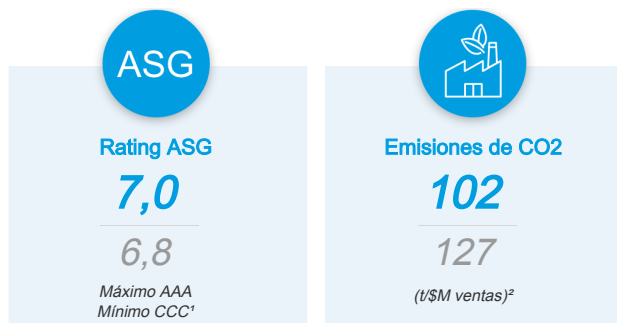 ASG
Rating ASG
7,0
6,8
Máximo AAA
Mínimo CCC¹
Emisiones de CO2
102
127
(t/$M ventas)²